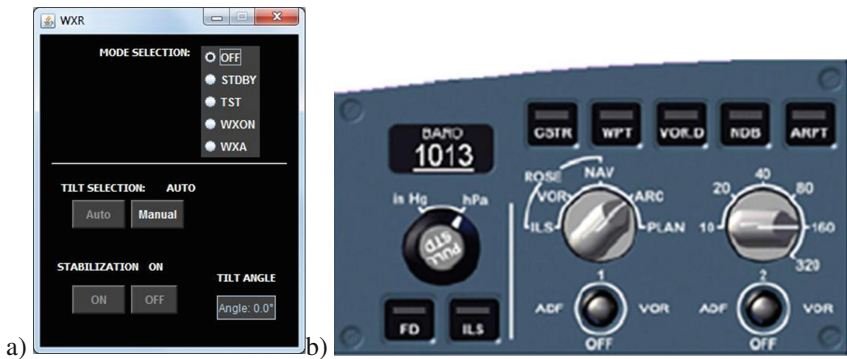 WXR
MODE SELECTION:
OFF
STDBY
TST
WXON
WXA
TILT SELECTION: AUTO
Auto Manual
STABILIZATION ON
ON OFF
TILT ANGLE
Angle: 0.0°
a)
b)
BARO
1013
in Hg hPa
PULL
STD
FD ILS
CSTR WPT VOR.D NDB ARPT
ROSE NAV
VOR ARC
ILS PLAN
10 20 40 80 160 320
1
ADF VOR
OFF
2
ADF VOR
OFF